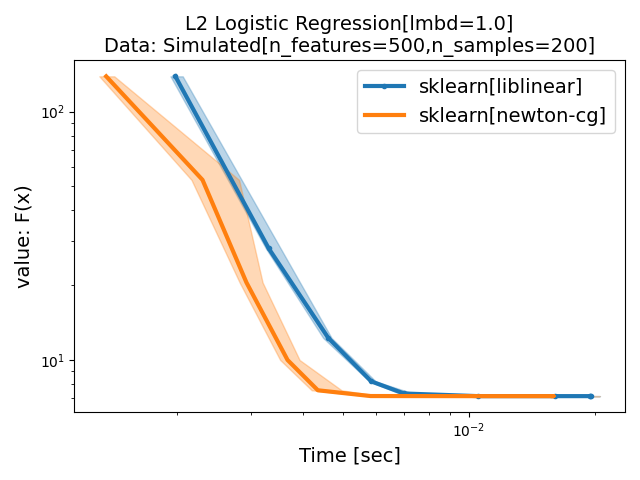 L2 Logistic Regression[lmbd=1.0]
Data: Simulated[n_features=500,n_samples=200]
sklearn[liblinear]
sklearn[newton-cg]
value: F(x)
10²
10¹
10⁻²
Time [sec]